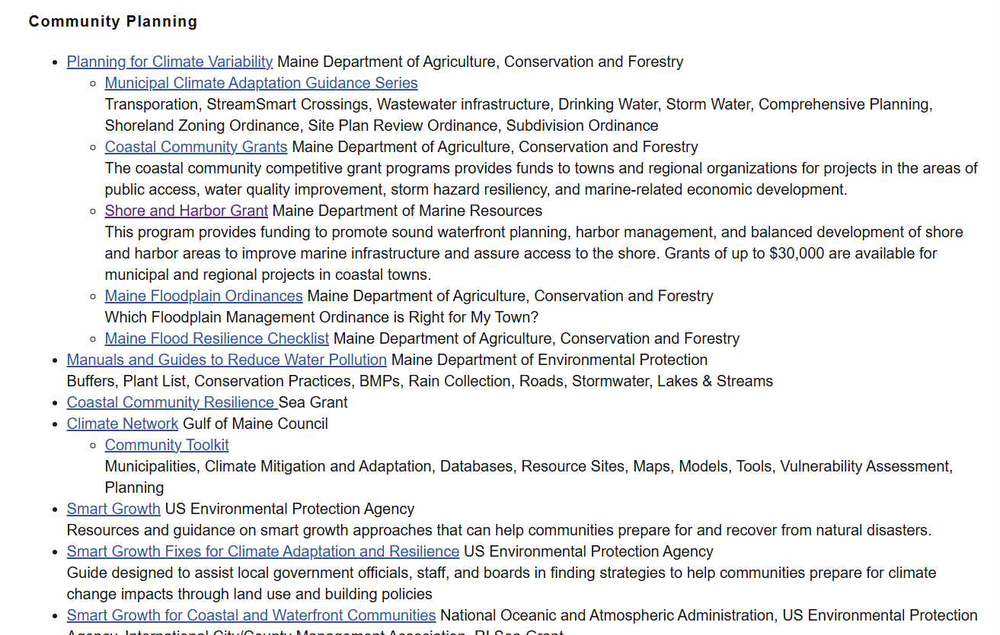 Community Planning
Planning for Climate Variability Maine Department of Agriculture, Conservation and Forestry
Municipal Climate Adaptation Guidance Series
Transporation, StreamSmart Crossings, Wastewater infrastructure, Drinking Water, Storm Water, Comprehensive Planning,
Shoreland Zoning Ordinance, Site Plan Review Ordinance, Subdivision Ordinance
Coastal Community Grants Maine Department of Agriculture, Conservation and Forestry
The coastal community competitive grant programs provides funds to towns and regional organizations for projects in the areas of
public access, water quality improvement, storm hazard resiliency, and marine-related economic development.
Shore and Harbor Grant Maine Department of Marine Resources
This program provides funding to promote sound waterfront planning, harbor management, and balanced development of shore
and harbor areas to improve marine infrastructure and assure access to the shore. Grants of up to $30,000 are available for
municipal and regional projects in coastal towns.
Maine Floodplain Ordinances Maine Department of Agriculture, Conservation and Forestry
Which Floodplain Management Ordinance is Right for My Town?
Maine Flood Resilience Checklist Maine Department of Agriculture, Conservation and Forestry
Manuals and Guides to Reduce Water Pollution Maine Department of Environmental Protection
Buffers, Plant List, Conservation Practices, BMPs, Rain Collection, Roads, Stormwater, Lakes & Streams
Coastal Community Resilience Sea Grant
Climate Network Gulf of Maine Council
Community Toolkit
Municipalities, Climate Mitigation and Adaptation, Databases, Resource Sites, Maps, Models, Tools, Vulnerability Assessment,
Planning
Smart Growth US Environmental Protection Agency
Resources and guidance on smart growth approaches that can help communities prepare for and recover from natural disasters.
Smart Growth Fixes for Climate Adaptation and Resilience US Environmental Protection Agency
Guide designed to assist local government officials, staff, and boards in finding strategies to help communities prepare for climate
change impacts through land use and building policies
Smart Growth for Coastal and Waterfront Communities National Oceanic and Atmospheric Administration, US Environmental Protection
Agency, International City/County Management Association, RI Sea Grant